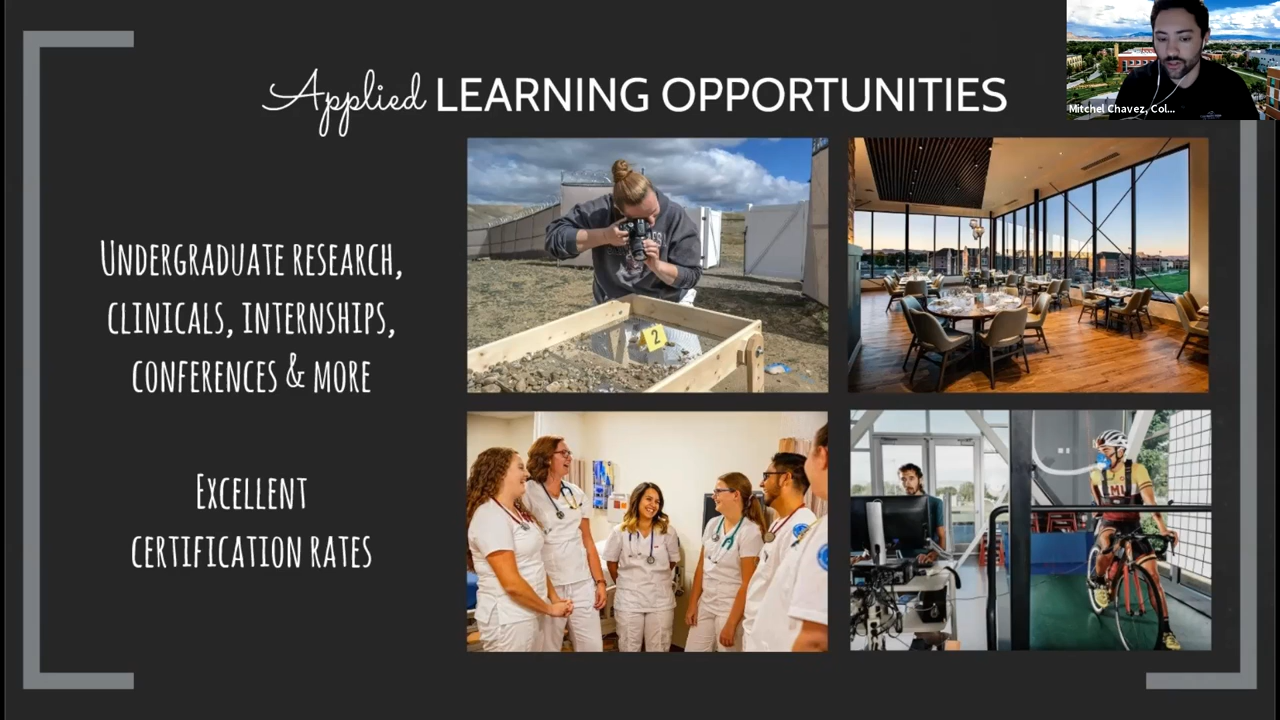 Applied LEARNING OPPORTUNITIES
Mitchel Chavez, Col...
UNDERGRADUATE RESEARCH,
CLINICALS, INTERNSHIPS,
CONFERENCES & MORE
EXCELLENT
CERTIFICATION RATES
2